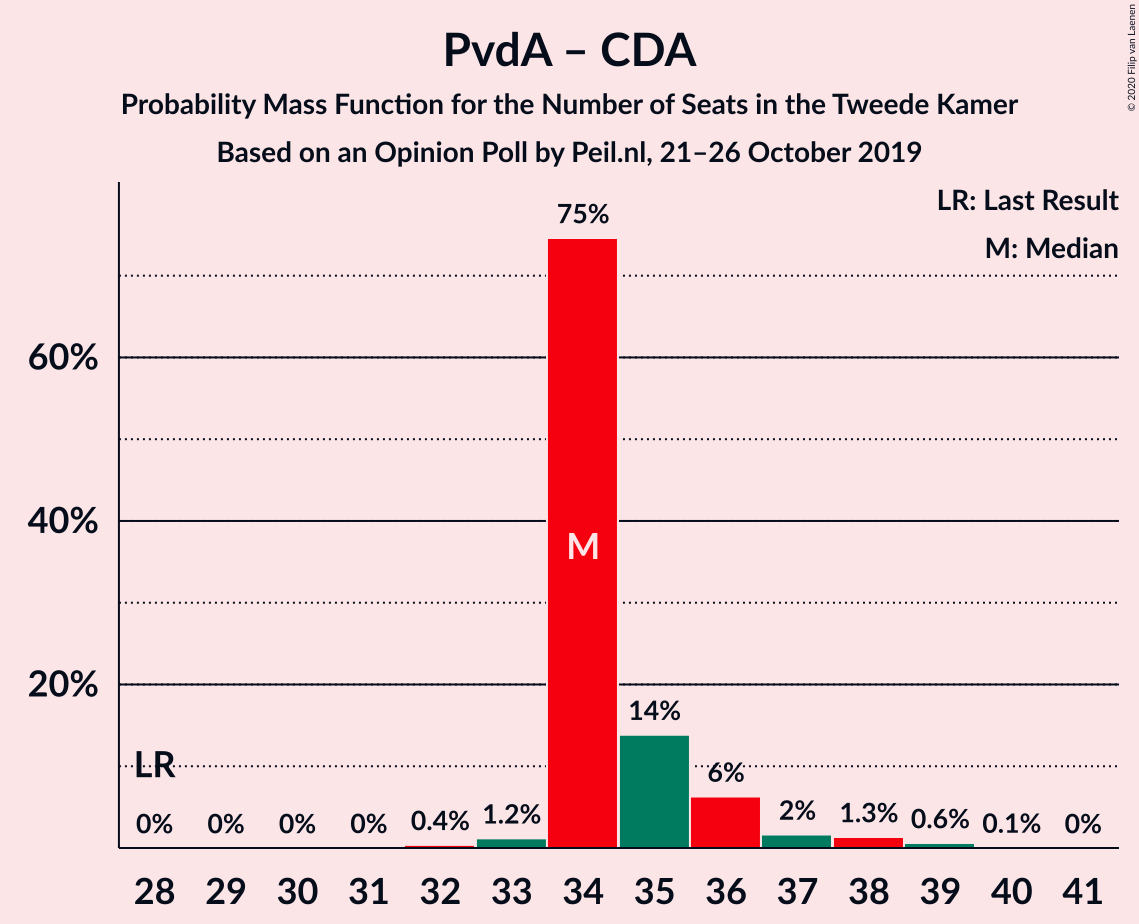 PvdA – CDA
Probability Mass Function for the Number of Seats in the Tweede Kamer
Based on an Opinion Poll by Peil.nl, 21–26 October 2019
© 2020 Filip van Laenen
LR: Last Result
M: Median
75%
60%
40%
20%
M
14%
6%
2%
1.3%
0.6%
0.1%
0%
LR
0%
0%
0%
0%
0.4%
1.2%
28 29 30 31 32 33 34 35 36 37 38 39 40 41